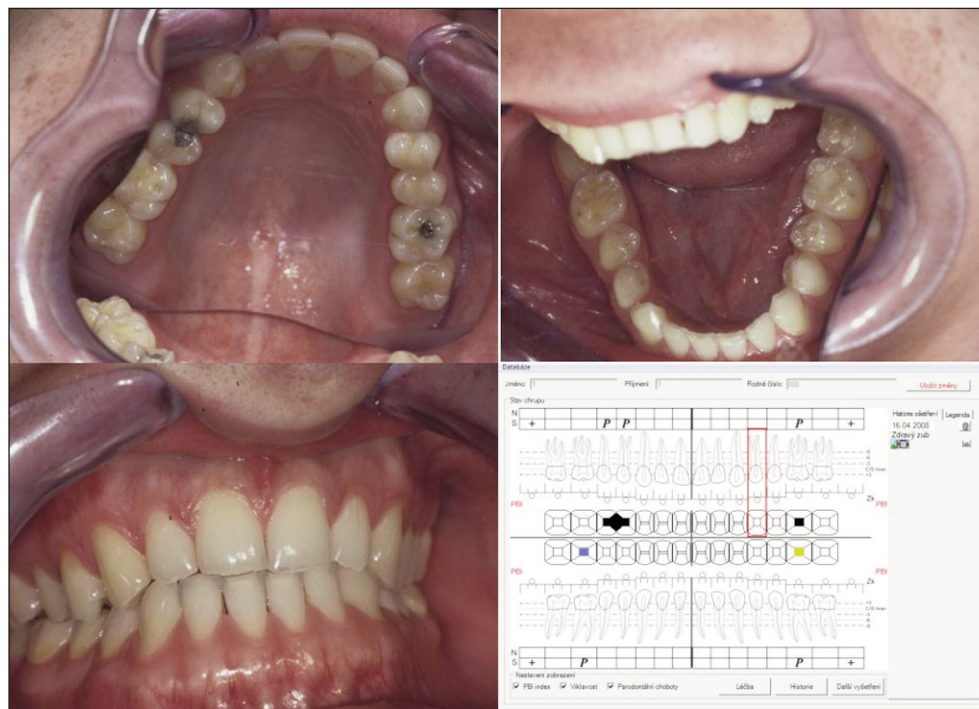 Databáze
Jméno ? Příjmení ? Rodné číslo 000 Uložit změny
Stav chrupu
Historie ošetření Legenda
N
S + P P P +
16.04.2008
Zdravý zub
Zk
PBI PBI
PBI PBI
Zk
N
S + P P +
Nastavení zobrazení
PBI index Viklavost Parodontální choboty Léčba Historie Další vyšetření